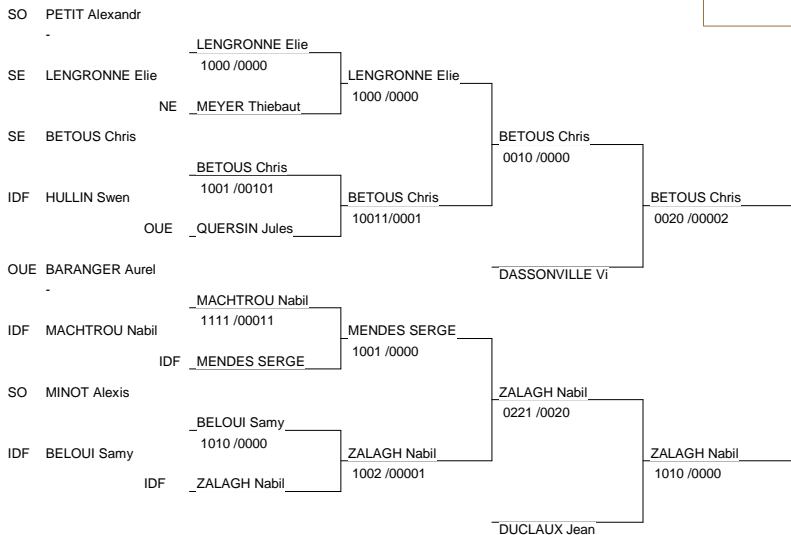 SO PETIT Alexandr
-
LENGRONNE Elie
1000 /0000
SE LENGRONNE Elie
LENGRONNE Elie
1000 /0000
NE MEYER Thiebaut
SE BETOUS Chris
BETOUS Chris
0010 /0000
BETOUS Chris
1001 /00101
IDF HULLIN Swen
BETOUS Chris
10011/0001
BETOUS Chris
0020 /00002
OUE QUERSIN Jules
OUE BARANGER Aurel
-
DASSONVILLE Vi
MACHTROU Nabil
1111 /00011
IDF MACHTROU Nabil
MENDES SERGE
1001 /0000
IDF MENDES SERGE
SO MINOT Alexis
ZALAGH Nabil
0221 /0020
BELOUI Samy
1010 /0000
IDF BELOUI Samy
ZALAGH Nabil
1002 /00001
ZALAGH Nabil
1010 /0000
IDF ZALAGH Nabil
DUCLAUX Jean